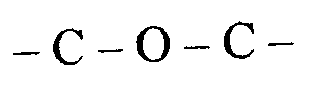 – C – O – C –